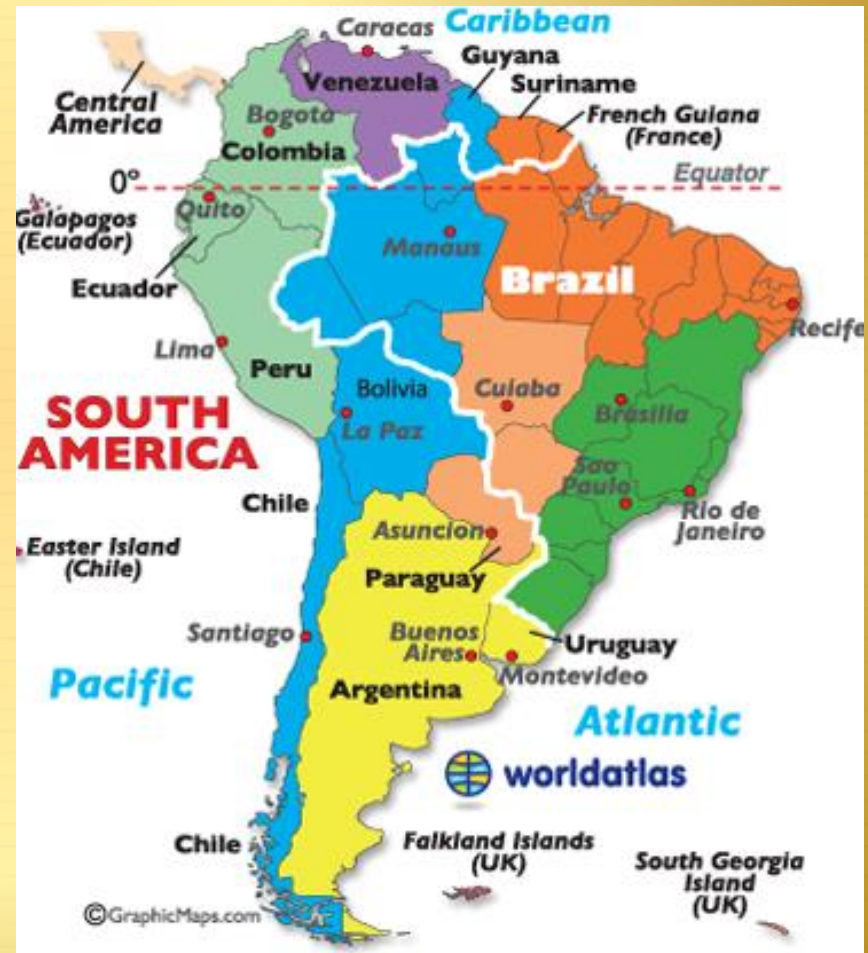 Caracas
Caribbean
Guyana
Venezuela
Suriname
Central
America
Bogota
French Guiana
(France)
Colombia
Equator
0°
Quito
Galapagos
(Ecuador)
Manaus
Ecuador
Brazil
Recife
Lima
Peru
Bolivia
Cuiaba
Brasilia
SOUTH
AMERICA
La Paz
Sao
Paulo
Chile
Rio de
Janeiro
Asuncion
Easter Island
(Chile)
Paraguay
Santiago
Buenos
Aires
Uruguay
Montevideo
Pacific
Argentina
Atlantic
worldatlas
Chile
Falkland Islands
(UK)
South Georgia
Island
(UK)
©GraphicMaps.com